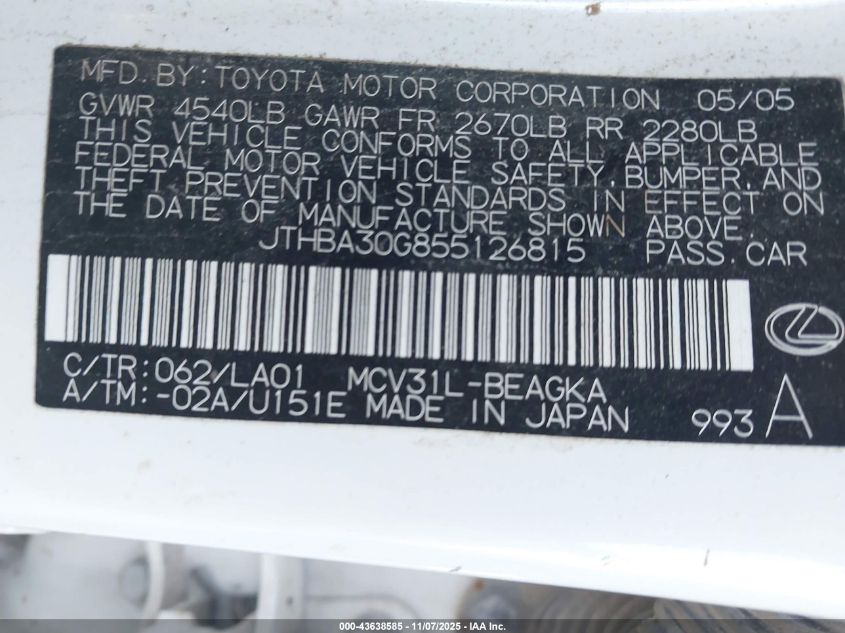 MFD. BY: TOYOTA MOTOR CORPORATION 05/05
GVWR 4540LB GAWR FR 2670LB RR 2280LB
THIS VEHICLE CONFORMS TO ALL APPLICABLE
FEDERAL MOTOR VEHICLE SAFETY, BUMPER, AND
THEFT PREVENTION STANDARDS IN EFFECT ON
THE DATE OF MANUFACTURE SHOWN ABOVE.
JTHBA30G855126815 PASS. CAR
C/TR: 062/LA01 MCV31L-BEAGKA
A/TM: -02A/U151E MADE IN JAPAN 993 A
000-43638585 - 11/07/2025 - IAA Inc.